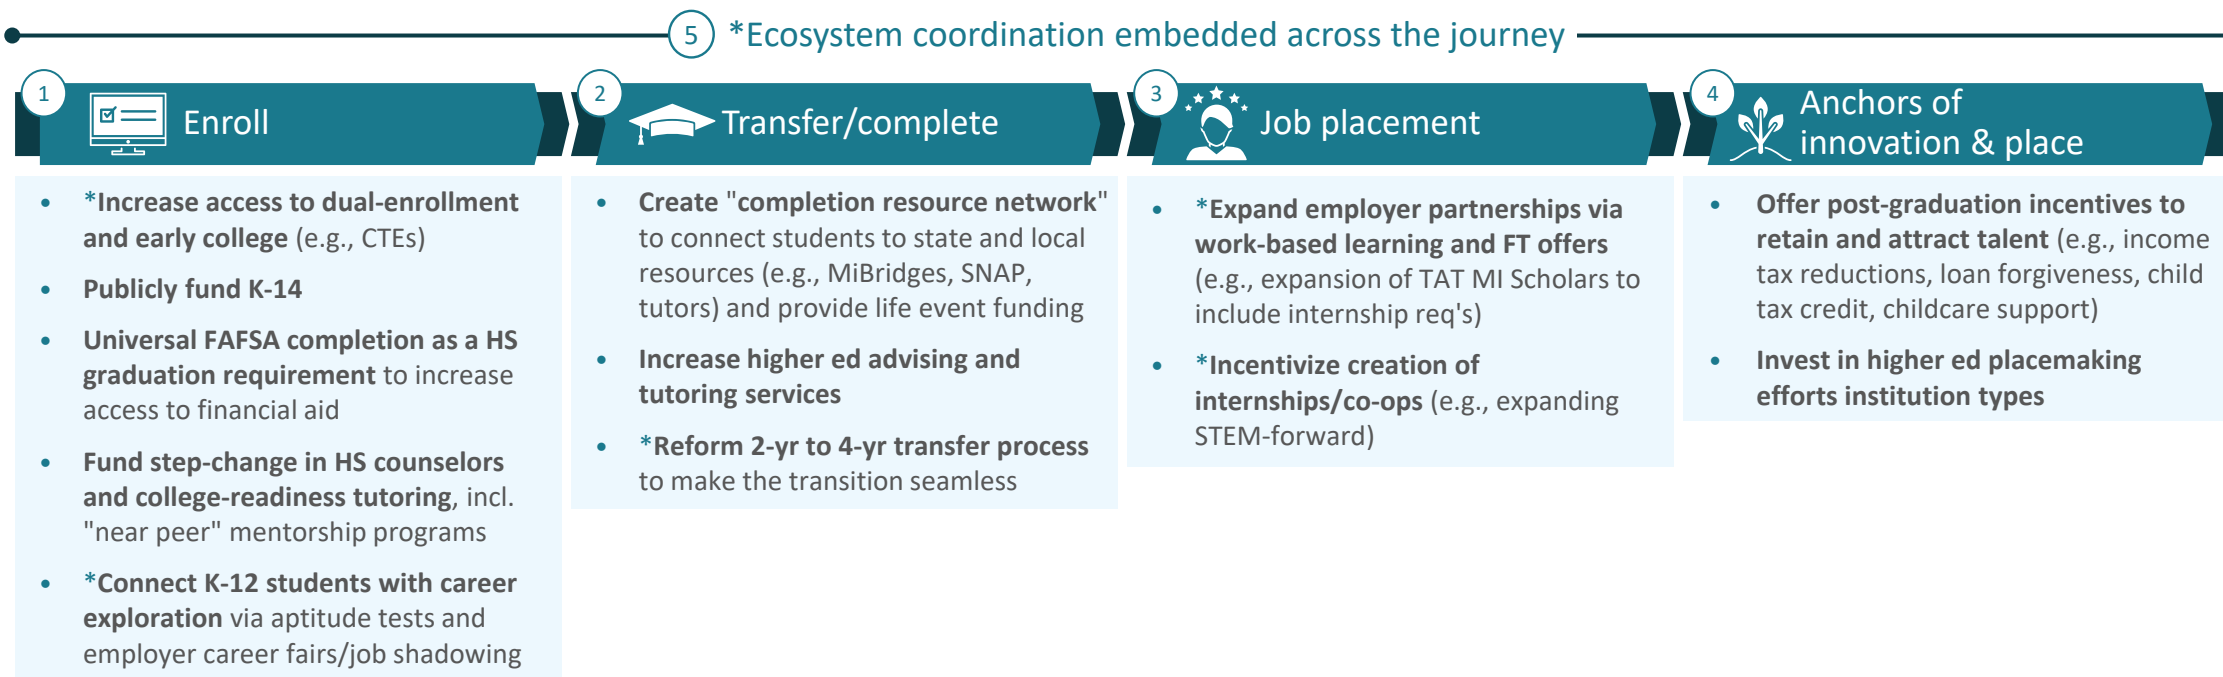 5 *Ecosystem coordination embedded across the journey
1
Enroll
• *Increase access to dual-enrollment
and early college (e.g., CTEs)
• Publicly fund K-14
• Universal FAFSA completion as a HS
graduation requirement to increase
access to financial aid
• Fund step-change in HS counselors
and college-readiness tutoring, incl.
"near peer" mentorship programs
• *Connect K-12 students with career
exploration via aptitude tests and
employer career fairs/job shadowing
2
Transfer/complete
• Create "completion resource network"
to connect students to state and local
resources (e.g., MiBridges, SNAP,
tutors) and provide life event funding
• Increase higher ed advising and
tutoring services
• *Reform 2-yr to 4-yr transfer process
to make the transition seamless
3
Job placement
• *Expand employer partnerships via
work-based learning and FT offers
(e.g., expansion of TAT MI Scholars to
include internship req's)
• *Incentivize creation of
internships/co-ops (e.g., expanding
STEM-forward)
4
Anchors of
innovation & place
• Offer post-graduation incentives to
retain and attract talent (e.g., income
tax reductions, loan forgiveness, child
tax credit, childcare support)
• Invest in higher ed placemaking
efforts institution types